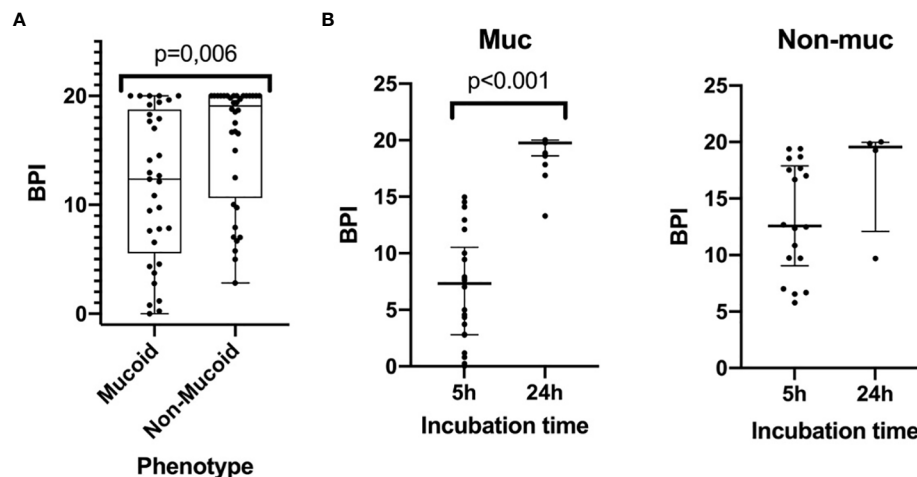 A
p=0,006
20
10
0
BPI
Mucoid
Non-Mucoid
Phenotype
B
Muc
p<0.001
25
20
15
10
5
0
BPI
5h
24h
Incubation time
Non-muc
25
20
15
10
5
0
BPI
5h
24h
Incubation time